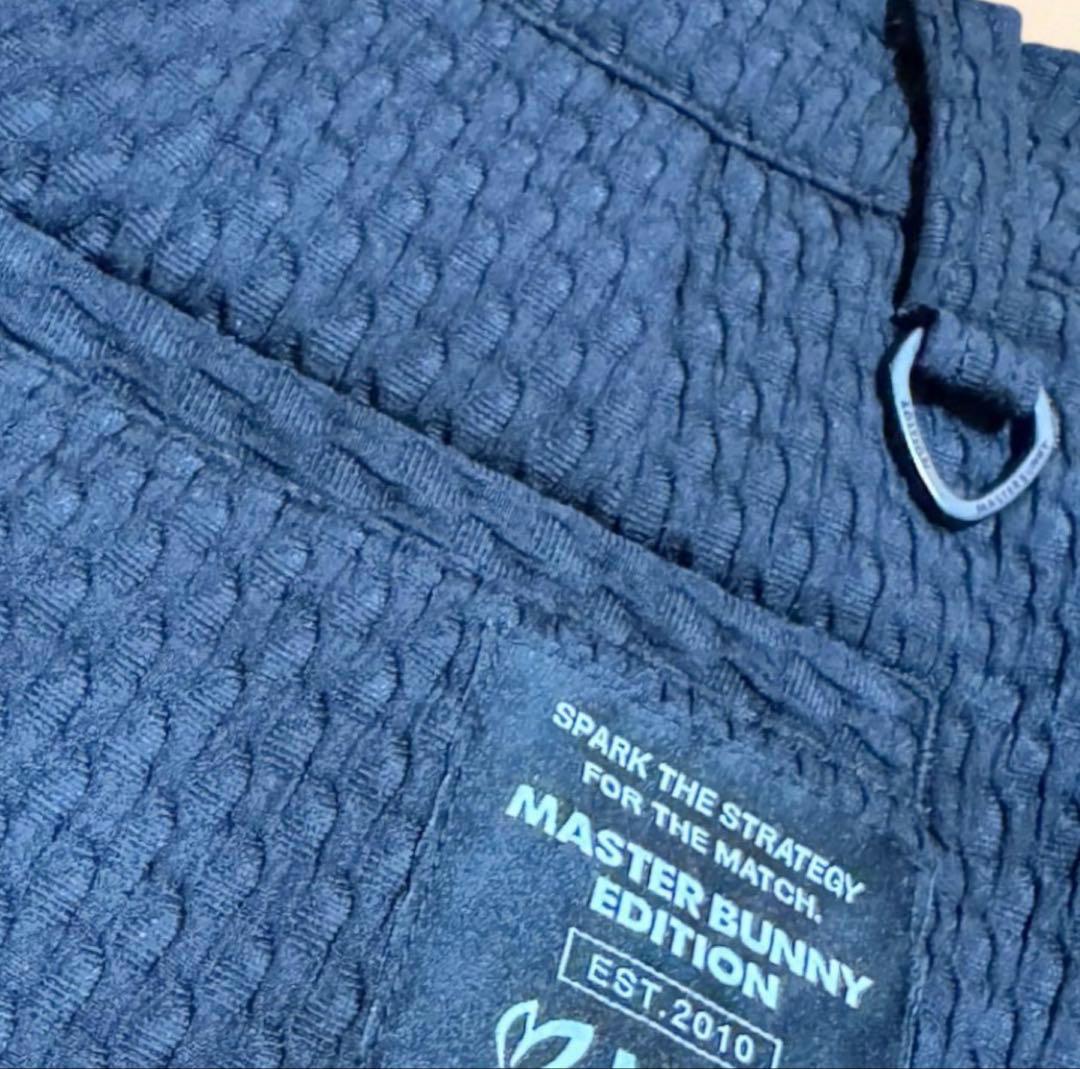 SPARK THE STRATEGY
FOR THE MATCH.
MASTER BUNNY
EDITION
EST.2010